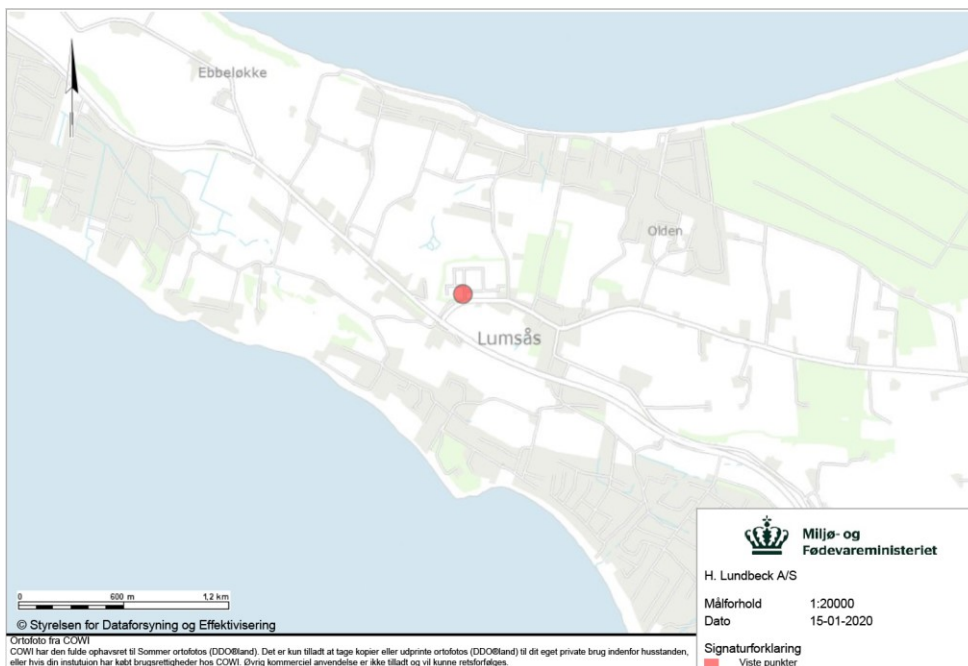 Ebbeløkke
Olden
Lumsås
0 600 m 1,2 km
© Styrelsen for Dataforsyning og Effektivisering
Ortofoto fra COWI
COWI har den fulde ophavsret til Sommer ortofotos (DDO®land). Det er kun tilladt at tage kopier eller udprinte ortofotos (DDO®land) til dit eget private brug indenfor husstanden,
eller hvis din instutuion har købt brugsrettigheder hos COWI. Øvrig kommerciel anvendelse er ikke tilladt og vil kunne retsforfølges.
Miljø- og
Fødevareministeriet
H. Lundbeck A/S
Målforhold 1:20000
Dato 15-01-2020
Signaturforklaring
Viste punkter